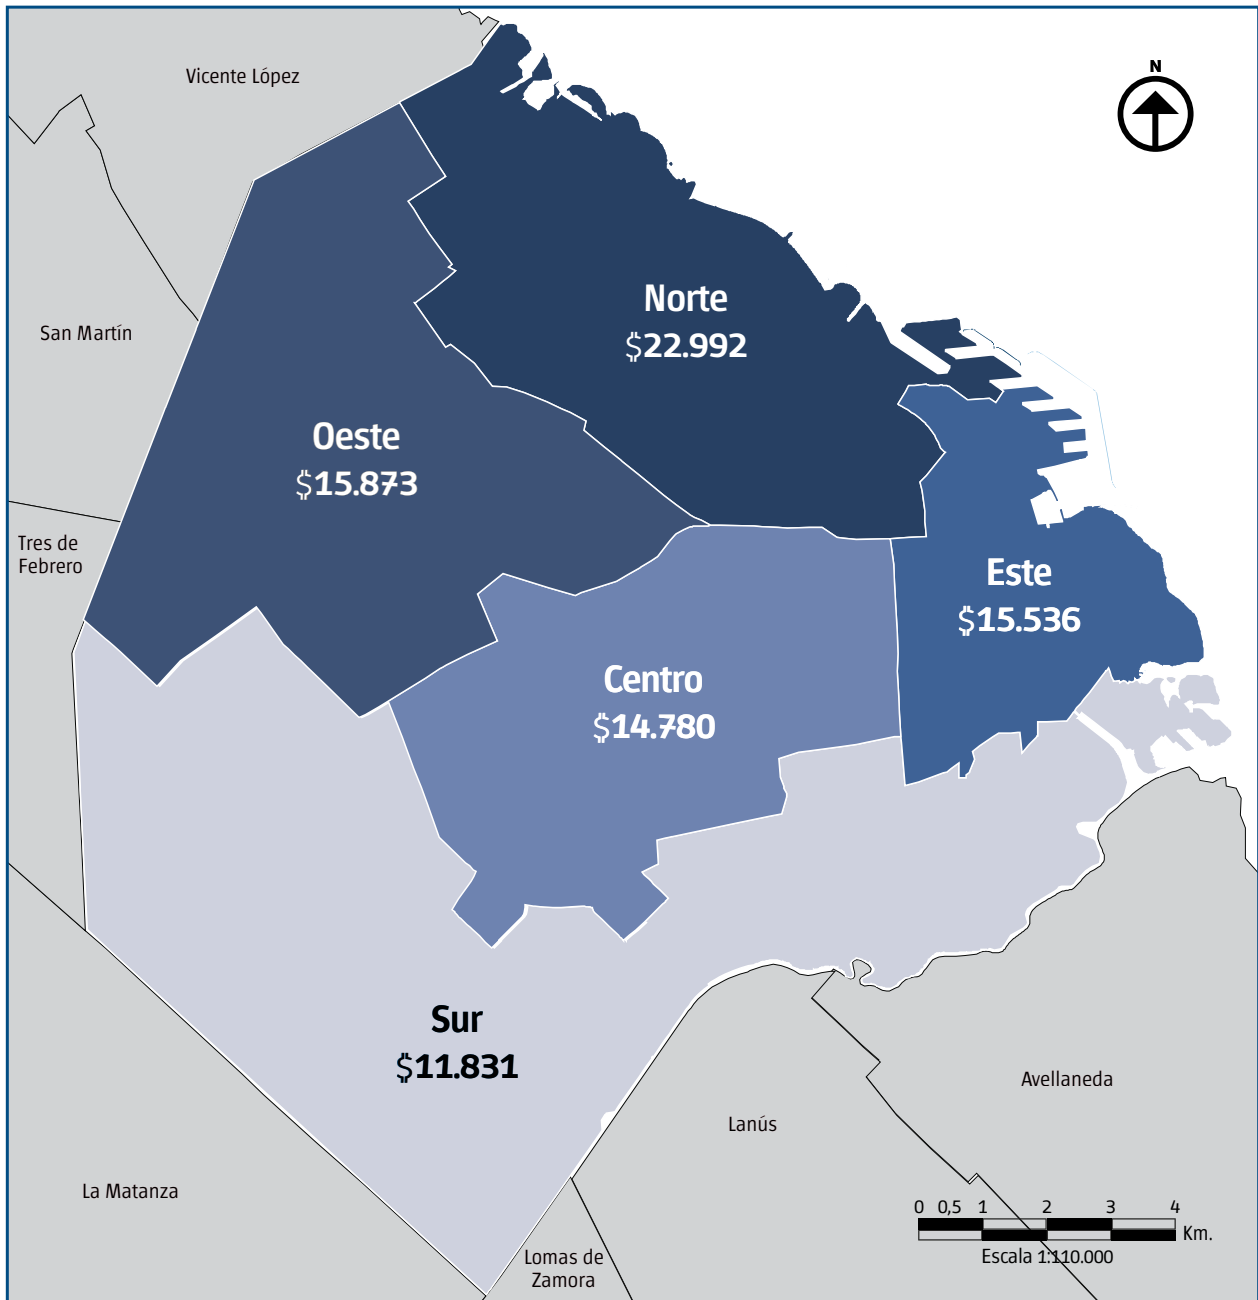 Vicente López
N
San Martín
Norte
$22.992
Oeste
$15.873
Tres de
Febrero
Este
$15.536
Centro
$14.780
Sur
$11.831
Avellaneda
Lanús
La Matanza
0 0,5 1 2 3 4
Km.
Escala 1:110.000
Lomas de
Zamora